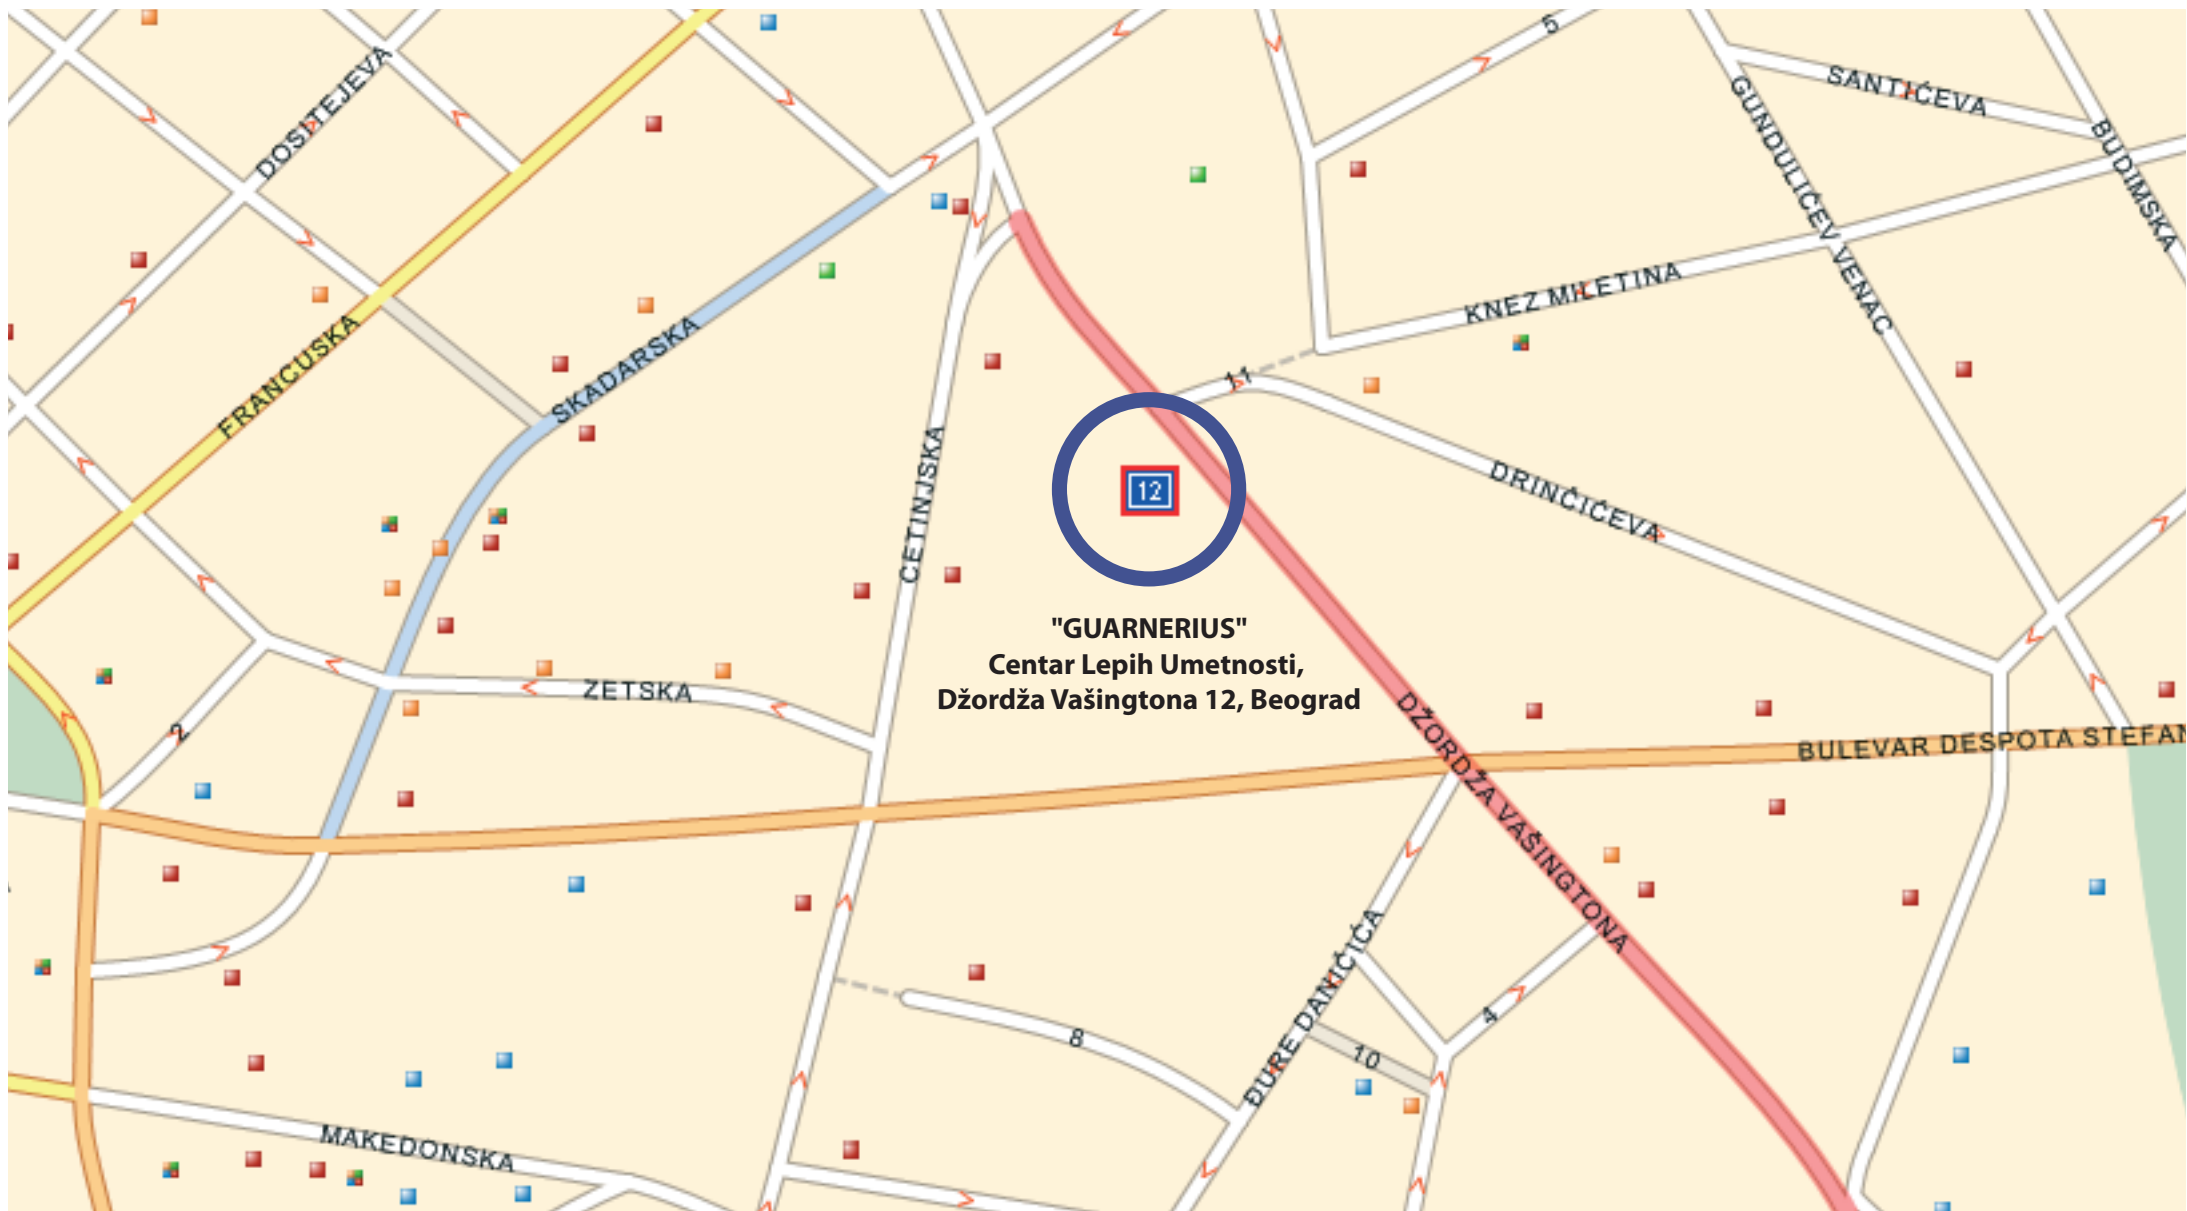 5
SANTIĆEVA
DOSITEJEVA
GUNDULIĆEV VENAC
BUDIMSKA
KNEZ MILETINA
FRANCUSKA
SKADARSKA
11
CETINJSKA
12
DRINČIĆEVA
"GUARNERIUS"
Centar Lepih Umetnosti,
Džordža Vašingtona 12, Beograd
ZETSKA
2
DŽORDŽA VAŠINGTONA
BULEVAR DESPOTA STEFAN
ĐURE DANIČIĆA
4
8
10
MAKEDONSKA